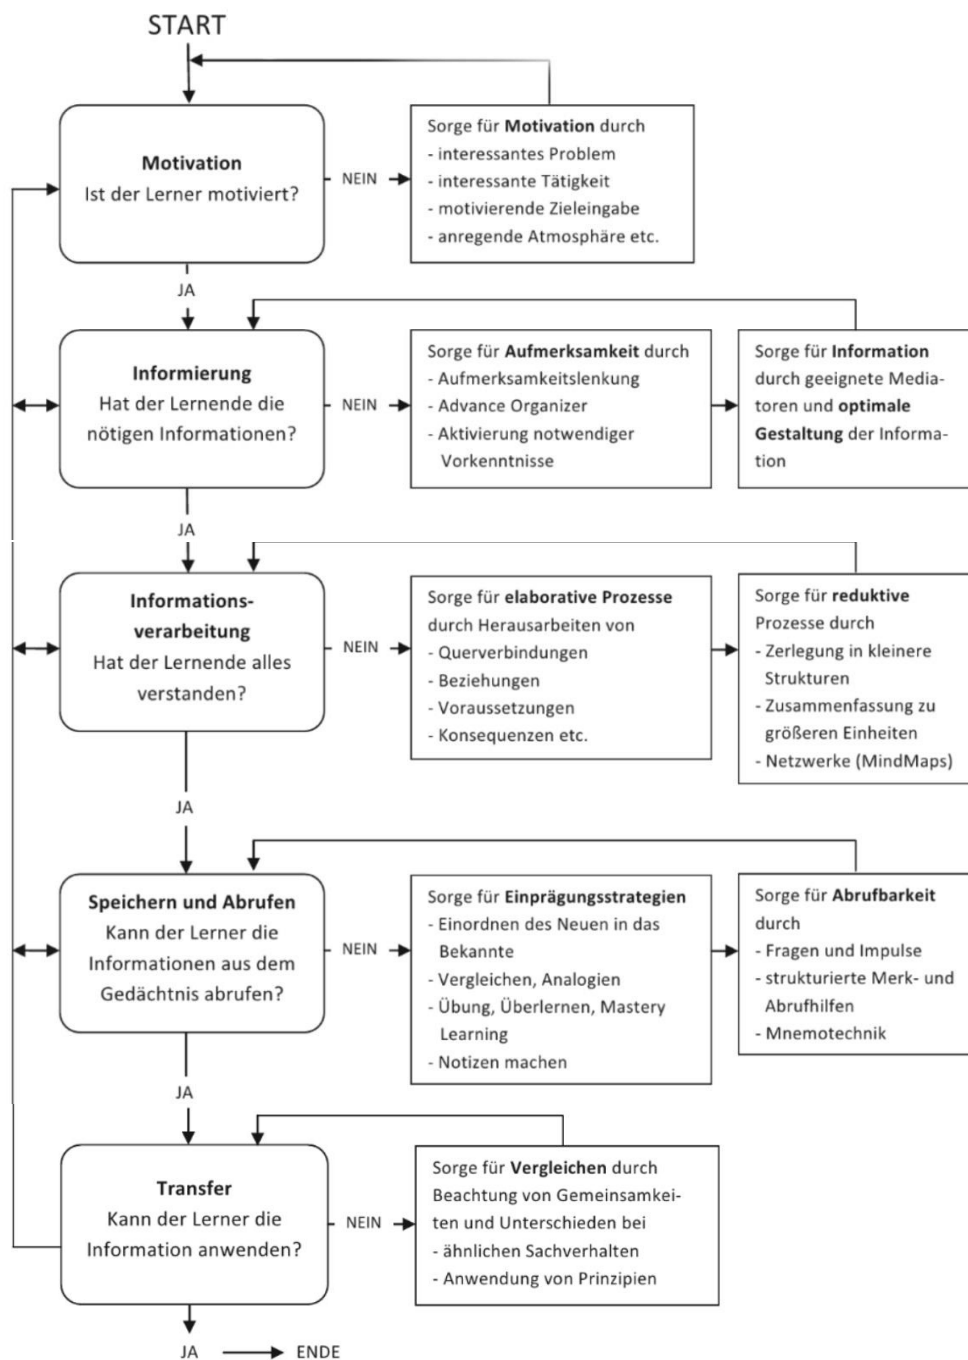 START
Motivation
Ist der Lerner motiviert?
NEIN
Sorge für Motivation durch
- interessantes Problem
- interessante Tätigkeit
- motivierende Zieleingabe
- anregende Atmosphäre etc.
JA
Informierung
Hat der Lernende die
nötigen Informationen?
NEIN
Sorge für Aufmerksamkeit durch
- Aufmerksamkeitslenkung
- Advance Organizer
- Aktivierung notwendiger
Vorkenntnisse
Sorge für Information
durch geeignete Media-
toren und optimale
Gestaltung der Informa-
tion
JA
Informations-
verarbeitung
Hat der Lernende alles
verstanden?
NEIN
Sorge für elaborative Prozesse
durch Herausarbeiten von
- Querverbindungen
- Beziehungen
- Voraussetzungen
- Konsequenzen etc.
Sorge für reduktive
Prozesse durch
- Zerlegung in kleinere
Strukturen
- Zusammenfassung zu
größeren Einheiten
- Netzwerke (MindMaps)
JA
Speichern und Abrufen
Kann der Lerner die
Informationen aus dem
Gedächtnis abrufen?
NEIN
Sorge für Einprägungsstrategien
- Einordnen des Neuen in das
Bekannte
- Vergleichen, Analogien
- Übung, Überlernen, Mastery
Learning
- Notizen machen
Sorge für Abrufbarkeit
durch
- Fragen und Impulse
- strukturierte Merk- und
Abrufhilfen
- Mnemotechnik
JA
Transfer
Kann der Lerner die
Information anwenden?
NEIN
Sorge für Vergleichen durch
Beachtung von Gemeinsamkei-
ten und Unterschieden bei
- ähnlichen Sachverhalten
- Anwendung von Prinzipien
JA
ENDE